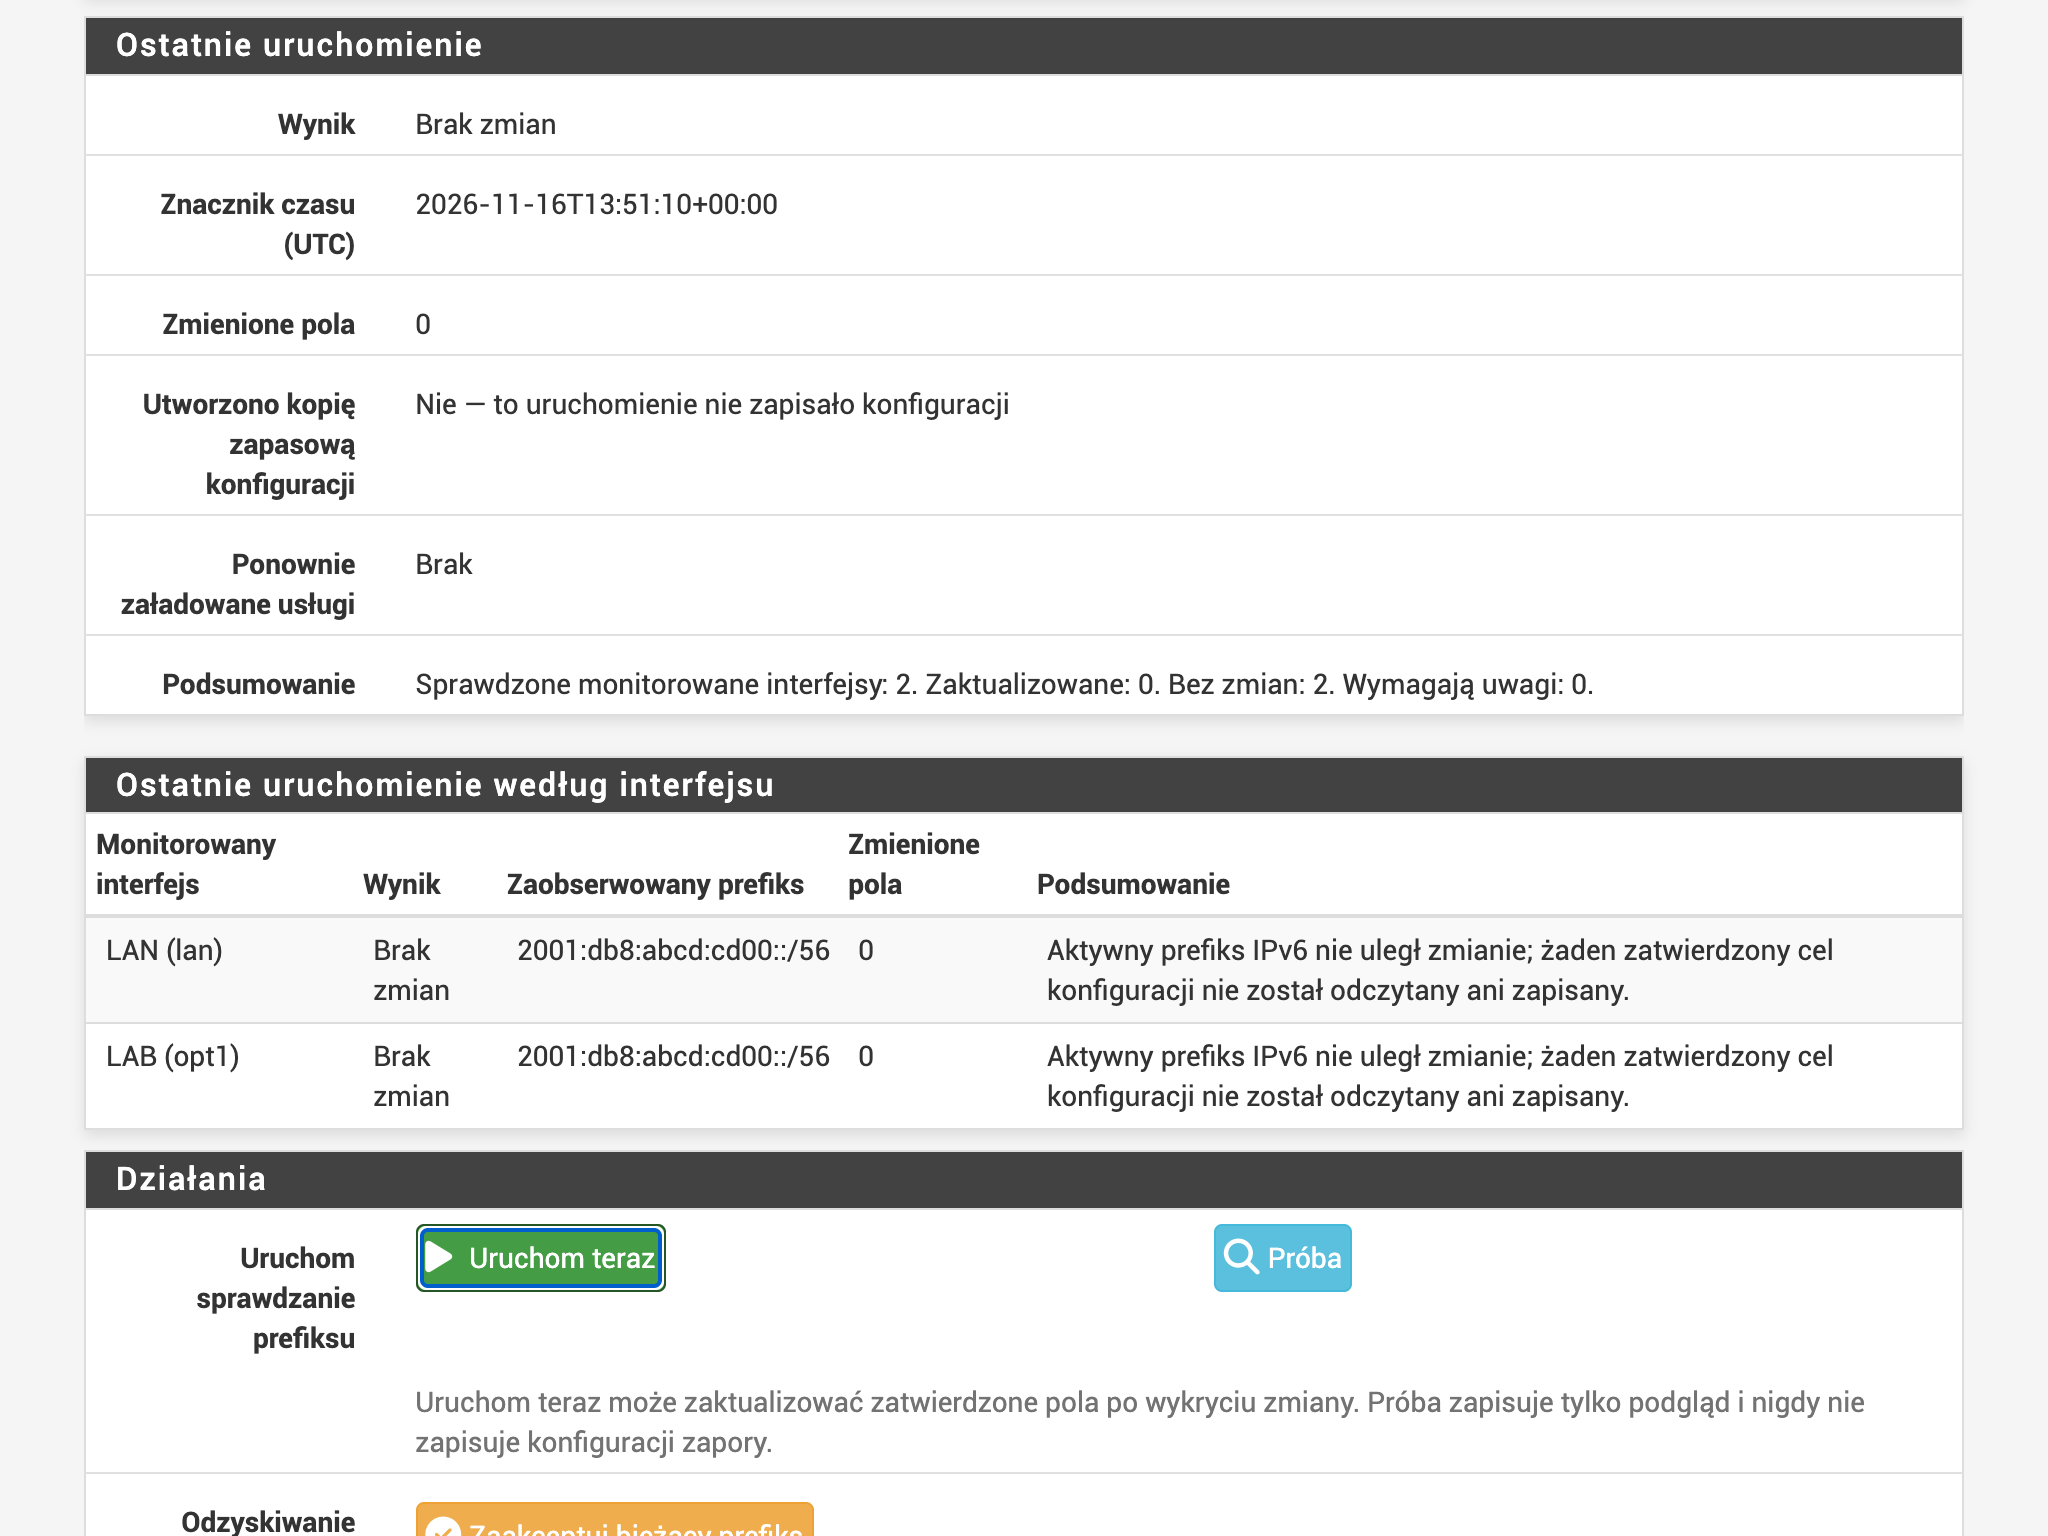 Ostatnie uruchomienie
Wynik Brak zmian
Znacznik czasu 2026-11-16T13:51:10+00:00
(UTC)
Zmienione pola 0
Utworzono kopię Nie — to uruchomienie nie zapisało konfiguracji
zapasową
konfiguracji
Ponownie Brak
załadowane usługi
Podsumowanie Sprawdzone monitorowane interfejsy: 2. Zaktualizowane: 0. Bez zmian: 2. Wymagają uwagi: 0.
Ostatnie uruchomienie według interfejsu
Monitorowany Zmienione
interfejs Wynik Zaobserwowany prefiks pola Podsumowanie
LAN (lan) Brak 2001:db8:abcd:cd00::/56 0 Aktywny prefiks IPv6 nie uległ zmianie; żaden zatwierdzony cel
zmian konfiguracji nie został odczytany ani zapisany.
LAB (opt1) Brak 2001:db8:abcd:cd00::/56 0 Aktywny prefiks IPv6 nie uległ zmianie; żaden zatwierdzony cel
zmian konfiguracji nie został odczytany ani zapisany.
Działania
Uruchom Uruchom teraz Próba
sprawdzanie
prefiksu
Uruchom teraz może zaktualizować zatwierdzone pola po wykryciu zmiany. Próba zapisuje tylko podgląd i nigdy nie
zapisuje konfiguracji zapory.
Odzyskiwanie Zaakceptuj bieżący prefiks